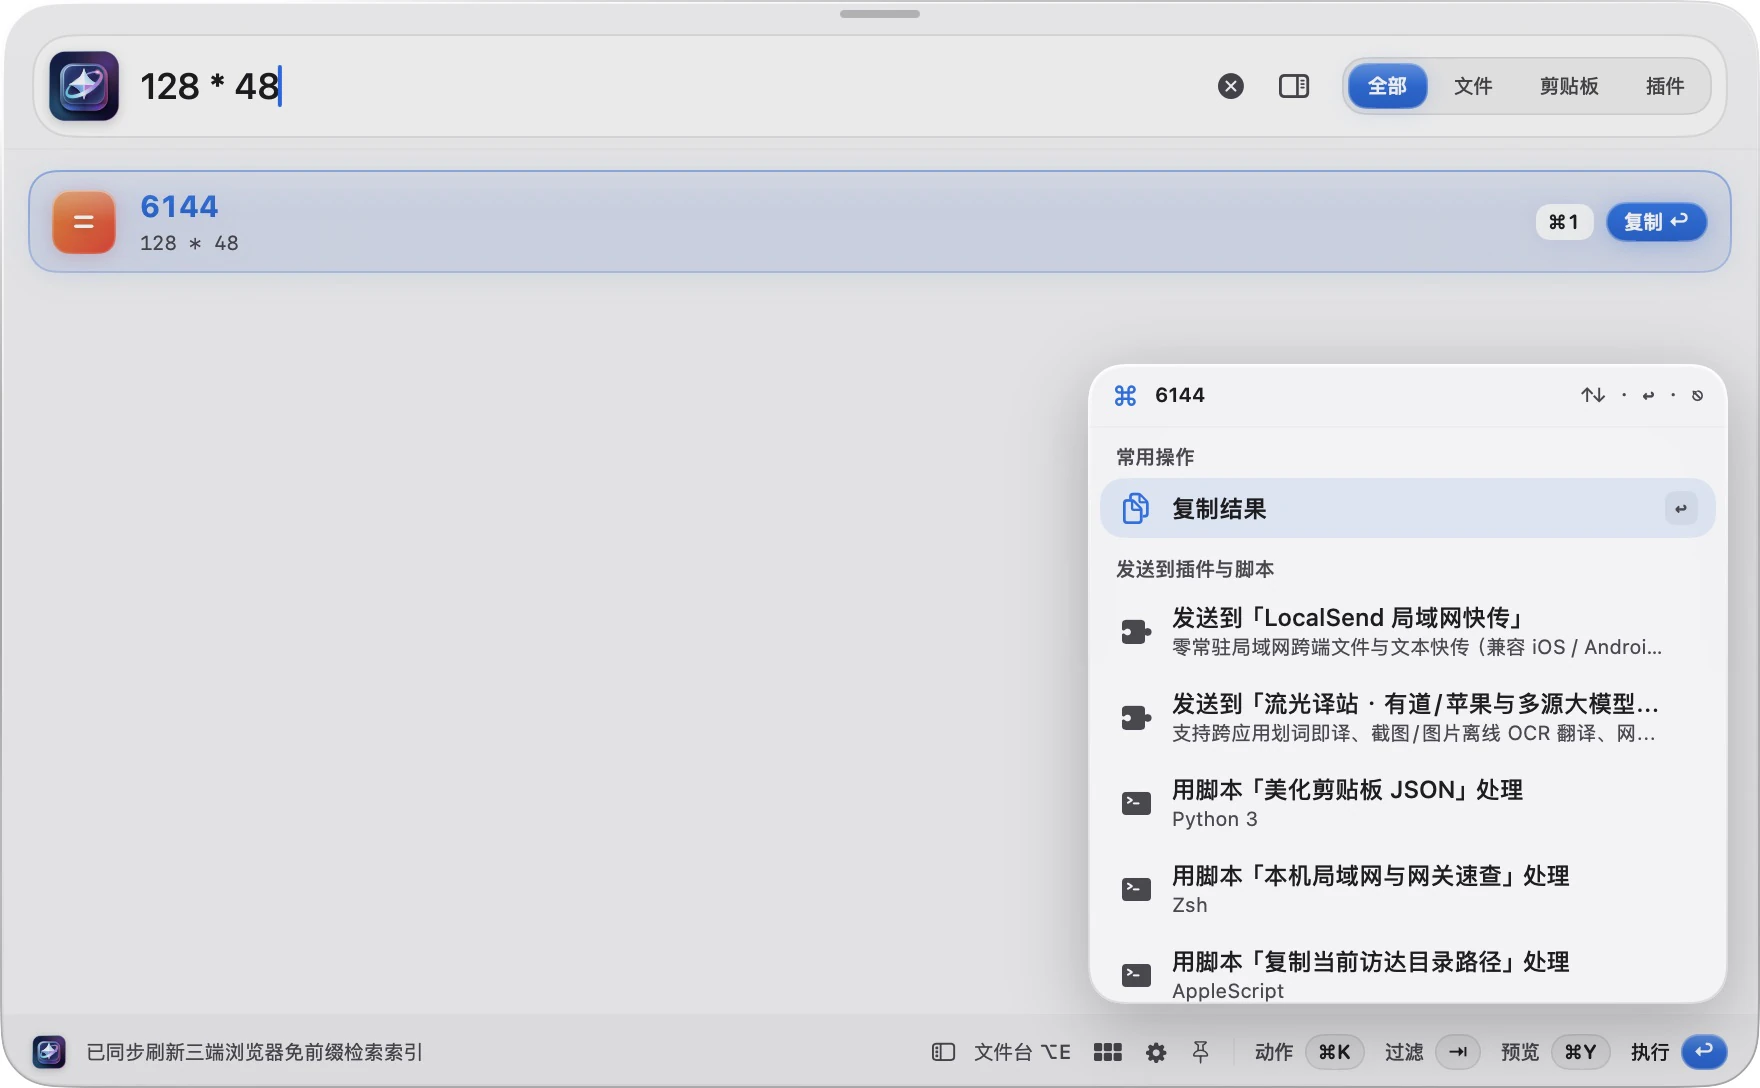 128 * 48
全部 文件 剪贴板 插件
6144
128 * 48
⌘1 复制 ↩
⌘ 6144 ↑↓ · ↩ · ⎋
常用操作
复制结果 ↩
发送到插件与脚本
发送到「LocalSend 局域网快传」
零常驻局域网跨端文件与文本快传（兼容 iOS / Androi...
发送到「流光译站 · 有道/苹果与多源大模型...
支持跨应用划词即译、截图/图片离线 OCR 翻译、网...
用脚本「美化剪贴板 JSON」处理
Python 3
用脚本「本机局域网与网关速查」处理
Zsh
用脚本「复制当前访达目录路径」处理
AppleScript
已同步刷新三端浏览器免前缀检索索引 文件台 ⌥E 动作 ⌘K 过滤 ⇥ 预览 ⌘Y 执行 ↩